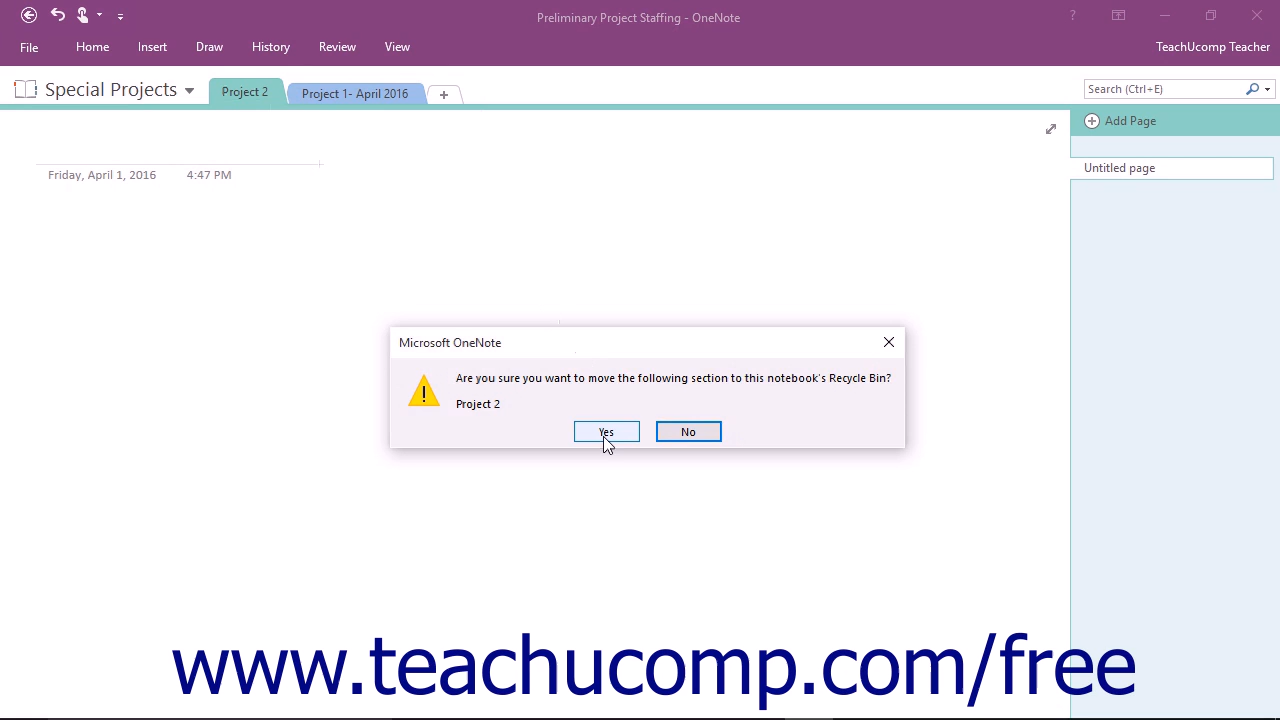 Preliminary Project Staffing - OneNote
?
File Home Insert Draw History Review View
TeachUcomp Teacher
Special Projects
Project 2
Project 1- April 2016
+
Search (Ctrl+E)
Add Page
Untitled page
Friday, April 1, 2016 4:47 PM
Microsoft OneNote
Are you sure you want to move the following section to this notebook's Recycle Bin?
Project 2
Yes No
www.teachucomp.com/free